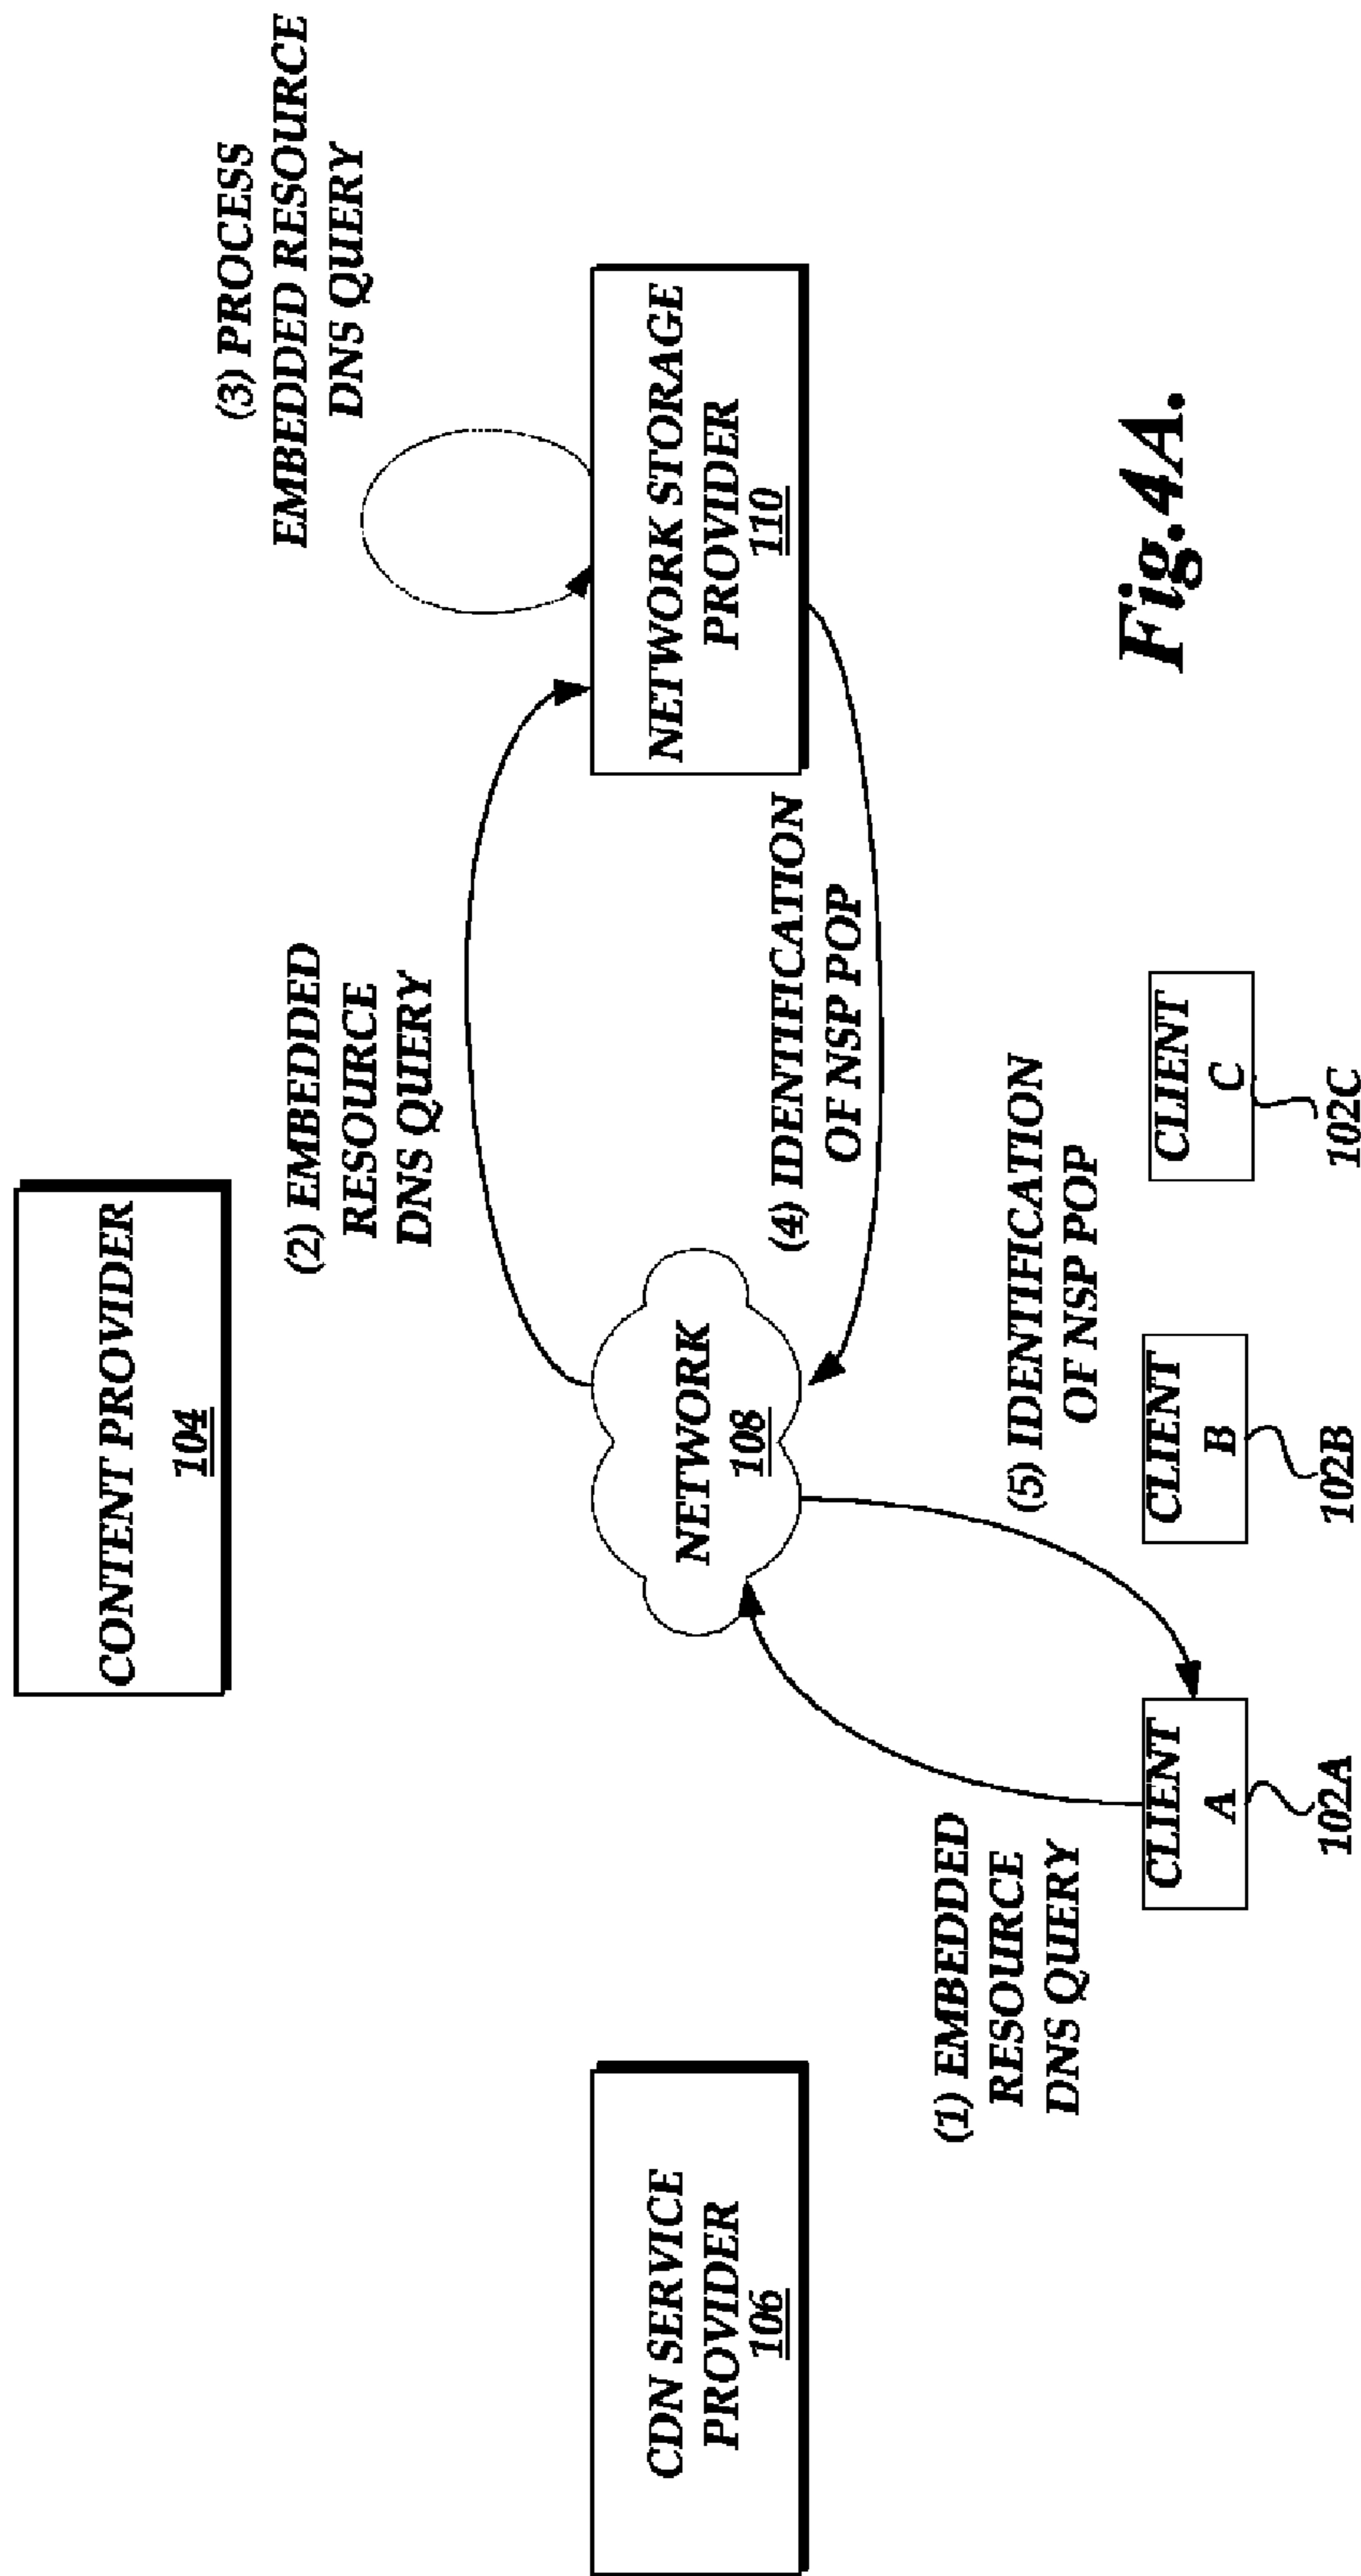 CONTENT PROVIDER
104
(3) PROCESS
EMBEDDED RESOURCE
DNS QUERY
(2) EMBEDDED
RESOURCE
DNS QUERY
CDN SERVICE
PROVIDER
106
NETWORK
108
NETWORK STORAGE
PROVIDER
110
(4) IDENTIFICATION
OF NSP POP
(1) EMBEDDED
RESOURCE
DNS QUERY
(5) IDENTIFICATION
OF NSP POP
CLIENT
A
102A
CLIENT
B
102B
CLIENT
C
102C
Fig.4A.